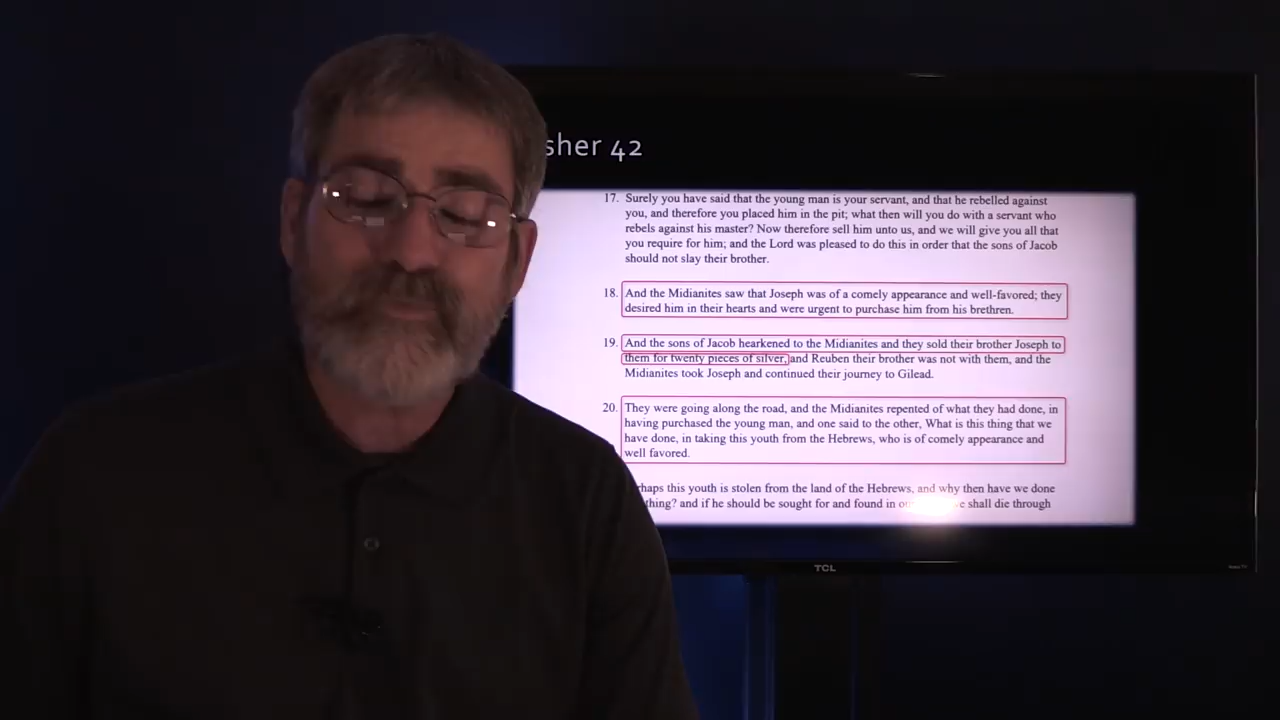 sher 42
17. Surely you have said that the young man is your servant, and that he rebelled against
you, and therefore you placed him in the pit; what then will you do with a servant who
rebels against his master? Now therefore sell him unto us, and we will give you all that
you require for him; and the Lord was pleased to do this in order that the sons of Jacob
should not slay their brother.
18. And the Midianites saw that Joseph was of a comely appearance and well-favored; they
desired him in their hearts and were urgent to purchase him from his brethren.
19. And the sons of Jacob hearkened to the Midianites and they sold their brother Joseph to
them for twenty pieces of silver, and Reuben their brother was not with them, and the
Midianites took Joseph and continued their journey to Gilead.
20. They were going along the road, and the Midianites repented of what they had done, in
having purchased the young man, and one said to the other, What is this thing that we
have done, in taking this youth from the Hebrews, who is of comely appearance and
well favored.
rhaps this youth is stolen from the land of the Hebrews, and why then have we done
thing? and if he should be sought for and found in shall die through
TCL